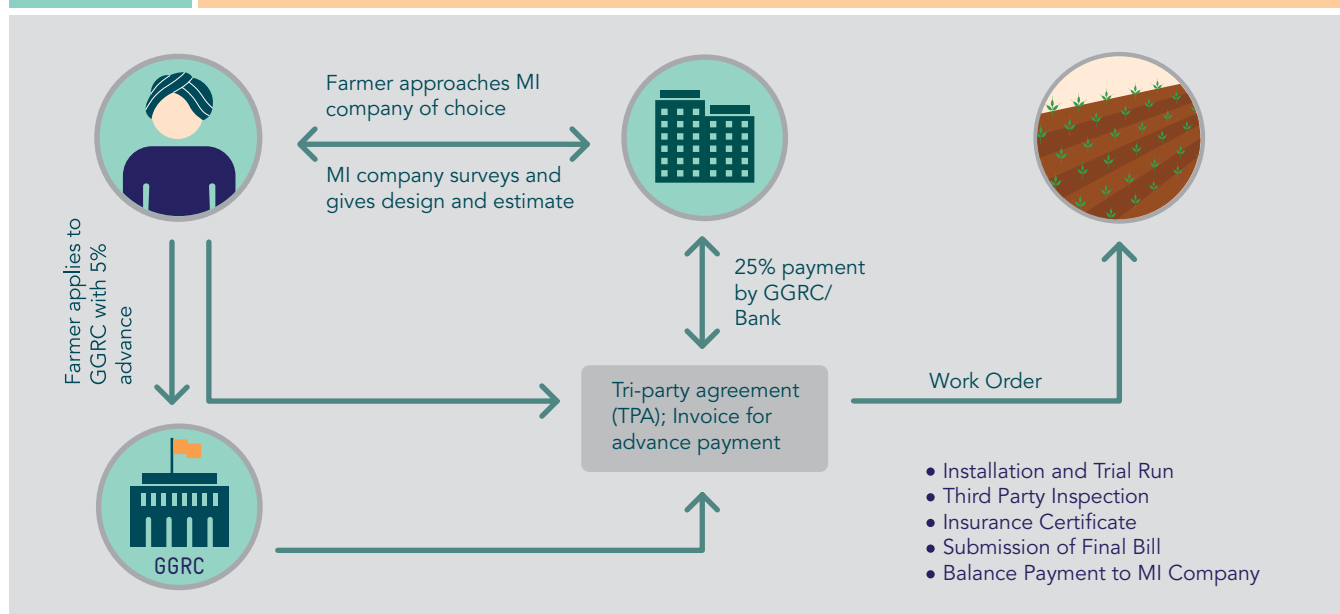 Farmer approaches MI
company of choice
MI company surveys and
gives design and estimate
Farmer applies to
GGRC with 5%
advance
25% payment
by GGRC/
Bank
Tri-party agreement
(TPA); Invoice for
advance payment
Work Order
GGRC
• Installation and Trial Run
• Third Party Inspection
• Insurance Certificate
• Submission of Final Bill
• Balance Payment to MI Company